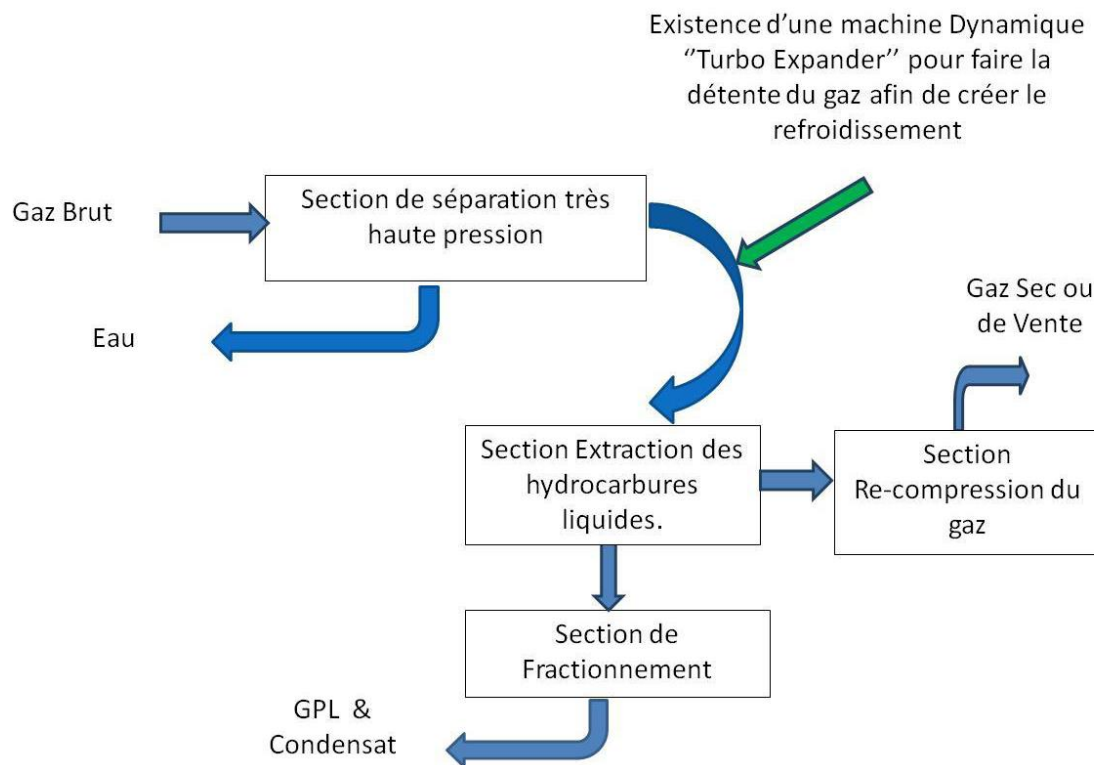 Existence d’une machine Dynamique
‘’Turbo Expander’’ pour faire la
détente du gaz afin de créer le
refroidissement
Gaz Brut
Section de séparation très
haute pression
Eau
Gaz Sec ou
de Vente
Section Extraction des
hydrocarbures
liquides.
Section
Re-compression du
gaz
Section de
Fractionnement
GPL &
Condensat